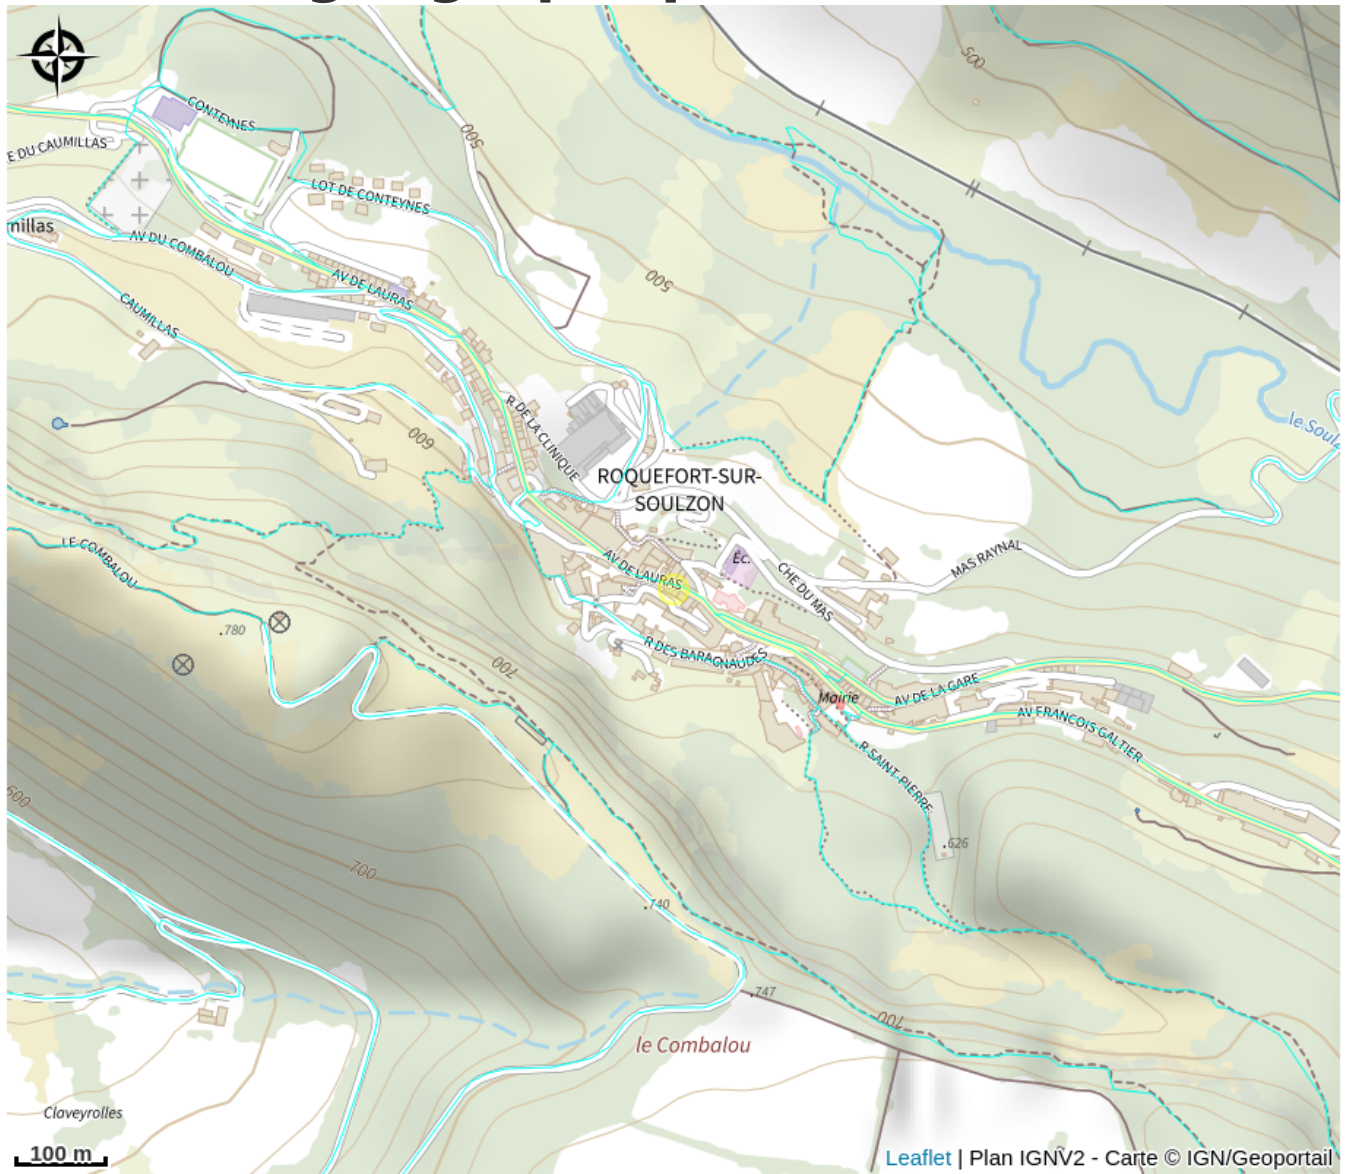 500
CONTEYNES
E DU CAUMILLAS
500
LOT DE CONTEYNES
nillas
AV DU COMBALOU
AV DE LAURAS
500
CAUMILLAS
R DE LA CLINIQUE
600
le Soulz
ROQUEFORT-SUR-
SOULZON
LE COMBALOU
AV DE LAURAS
Éc.
CHE DU MAS
MAS RAYNAL
.780
R DES BARAGNAUDES
700
Mairie
AV DE LA GARE
AV FRANCOIS GALTIER
R SAINT-PIERRE
600
.626
700
.740
.747
700
le Combalou
Claveyrolles
100 m
Leaflet | Plan IGNV2 - Carte © IGN/Geoportail